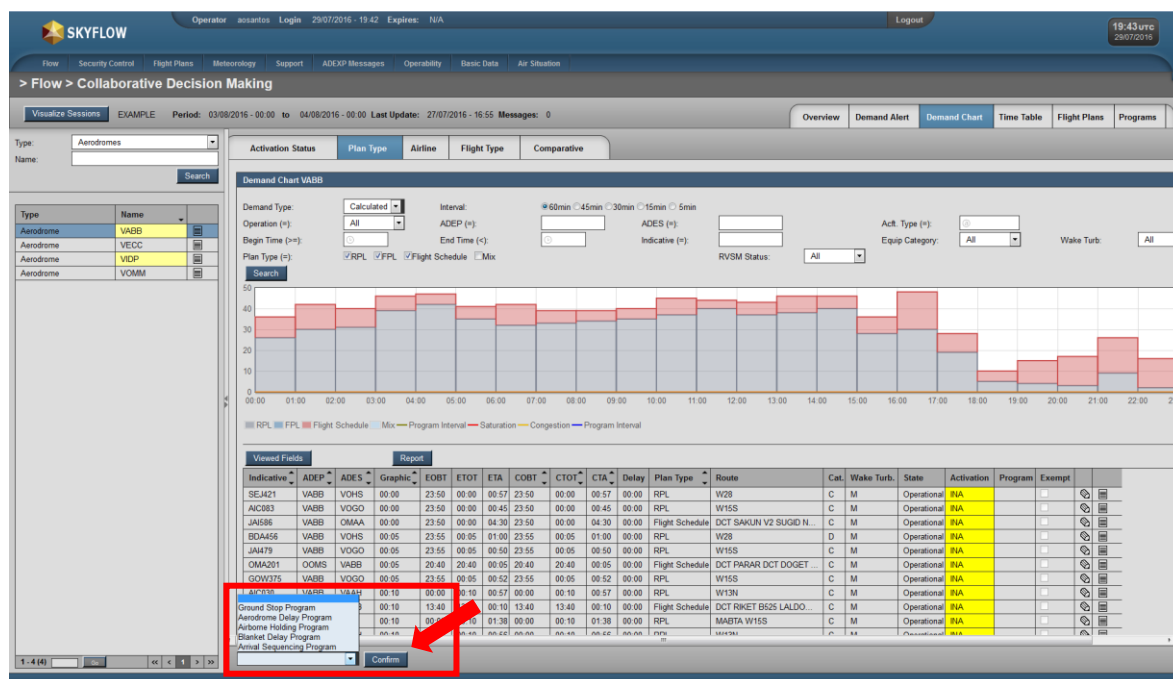 Operator aosantos Login 29/07/2016 - 19:42 Expires: N/A Logout
SKYFLOW
19:43 UTC
29/07/2016
Flow Security Control Flight Plans Meteorology Support ADEXP Messages Operability Basic Data Air Situation
> Flow > Collaborative Decision Making
Visualize Sessions EXAMPLE Period: 03/08/2016 - 00:00 to 04/08/2016 - 00:00 Last Update: 27/07/2016 - 16:55 Messages: 0
Overview Demand Alert Demand Chart Time Table Flight Plans Programs
Type: Aerodromes
Name:
Search
Type Name
Aerodrome VABB
Aerodrome VECC
Aerodrome VIDP
Aerodrome VOMM
Activation Status Plan Type Airline Flight Type Comparative
Demand Chart VABB
Demand Type: Calculated Interval: 60min 45min 30min 15min 5min
Operation (=): All ADEP (=): ADES (=): Acft. Type (=):
Begin Time (>=): End Time (<): Indicative (=): Equip Category: All Wake Turb: All
Plan Type (=): RPL FPL Flight Schedule Mix RVSM Status: All
Search
50
40
30
20
10
0
00:00 01:00 02:00 03:00 04:00 05:00 06:00 07:00 08:00 09:00 10:00 11:00 12:00 13:00 14:00 15:00 16:00 17:00 18:00 19:00 20:00 21:00 22:00 2
RPL FPL Flight Schedule Mix Program Interval Saturation Congestion Program Interval
Viewed Fields Report
Indicative ADEP ADES Graphic EOBT ETOT ETA COBT CTOT CTA Delay Plan Type Route Cat. Wake Turb. State Activation Program Exempt
SEJ421 VABB VOHS 00:00 23:50 00:00 00:57 23:50 00:00 00:57 00:00 RPL W28 C M Operational INA
AIC083 VABB VOGO 00:00 23:50 00:00 00:45 23:50 00:00 00:45 00:00 RPL W15S C M Operational INA
JAI586 VABB OMAA 00:00 23:50 00:00 04:30 23:50 00:00 04:30 00:00 Flight Schedule DCT SAKUN V2 SUGID N... C M Operational INA
BDA456 VABB VOHS 00:05 23:55 00:05 01:00 23:55 00:05 01:00 00:00 RPL W28 D M Operational INA
JAI479 VABB VOGO 00:05 23:55 00:05 00:50 23:55 00:05 00:50 00:00 RPL W15S C M Operational INA
OMA201 OOMS VABB 00:05 20:40 20:40 00:05 20:40 20:40 00:05 00:00 Flight Schedule DCT PARAR DCT DOGET ... C M Operational INA
GOW375 VABB VOGO 00:05 23:55 00:05 00:52 23:55 00:05 00:52 00:00 RPL W15S C M Operational INA
AIC030 VABB VAAH 00:10 00:00 00:10 00:57 00:00 00:10 00:57 00:00 RPL W13N C M Operational INA
00:10 13:40 00:10 13:40 13:40 00:10 00:00 Flight Schedule DCT RIKET B525 LALDO... C M Operational INA
00:10 01:38 00:00 00:10 01:38 00:00 RPL MABTA W15S C M Operational INA
Ground Stop Program
Aerodrome Delay Program
Airborne Holding Program
Blanket Delay Program
Arrival Sequencing Program
Confirm
1 - 4 (4) Go << < 1 > >>